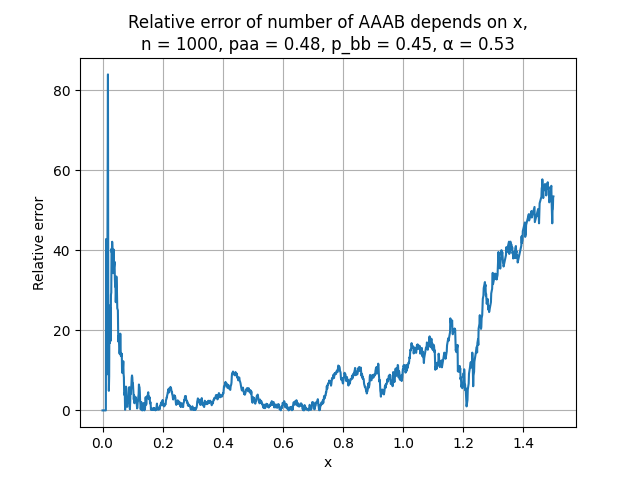 Relative error of number of AAAB depends on x,
n = 1000, paa = 0.48, p_bb = 0.45, α = 0.53
80
60
40
20
0
Relative error
0.0 0.2 0.4 0.6 0.8 1.0 1.2 1.4
x